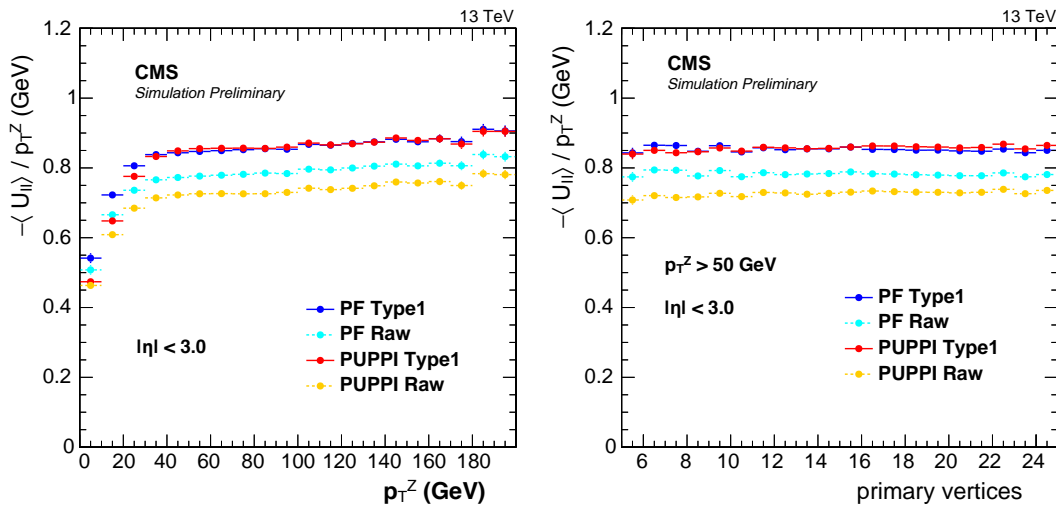 13 TeV
CMS
Simulation Preliminary
−⟨ U|| ⟩ / pTZ (GeV)
1.2
1
0.8
0.6
0.4
0.2
0
|η| < 3.0
PF Type1
PF Raw
PUPPI Type1
PUPPI Raw
0 20 40 60 80 100 120 140 160 180
pTZ (GeV)
13 TeV
CMS
Simulation Preliminary
−⟨ U|| ⟩ / pTZ (GeV)
1.2
1
0.8
0.6
0.4
0.2
0
pTZ > 50 GeV
|η| < 3.0
PF Type1
PF Raw
PUPPI Type1
PUPPI Raw
6 8 10 12 14 16 18 20 22 24
primary vertices